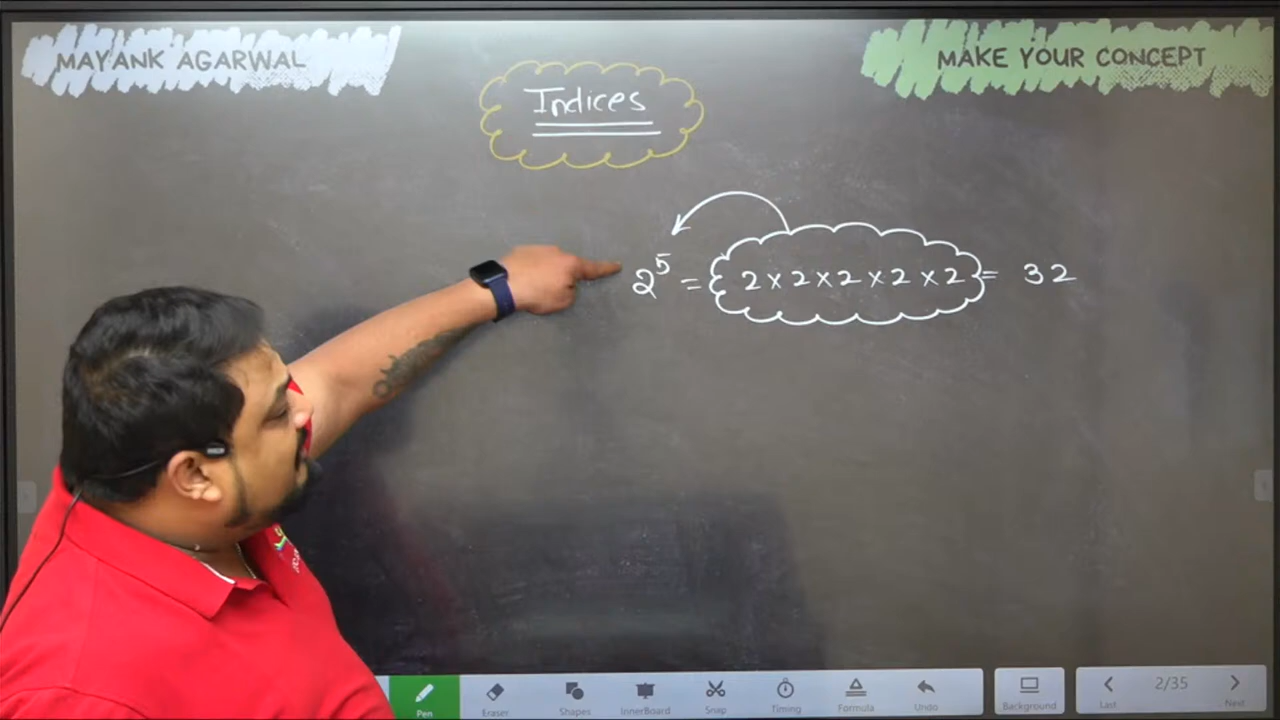 MAYANK AGARWAL
MAKE YOUR CONCEPT
Indices
2⁵ = 2 x 2 x 2 x 2 x 2 = 32
Pen
Eraser
Shapes
InnerBoard
Snap
Timing
Formula
Undo
Background
Last
2/35
Next